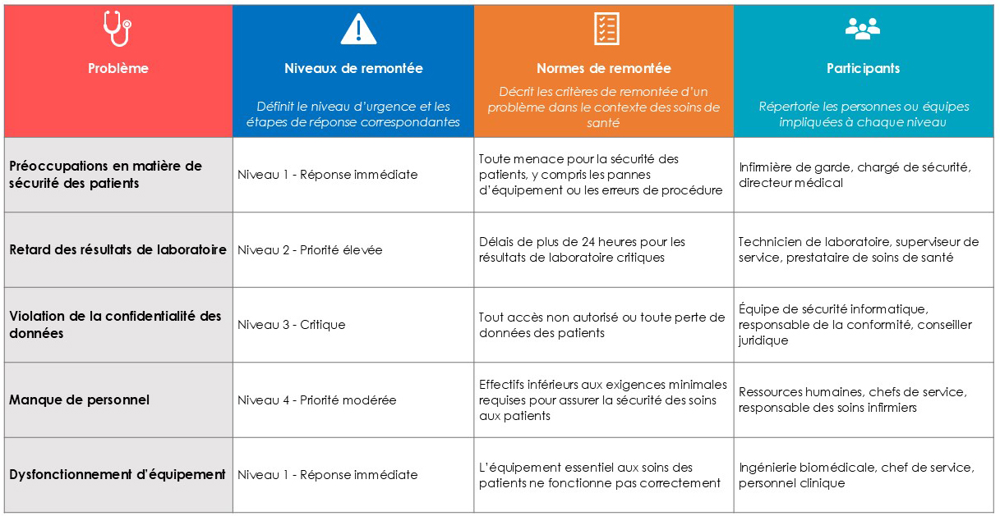 Problème
Niveaux de remontée
Définit le niveau d’urgence et les
étapes de réponse correspondantes
Normes de remontée
Décrit les critères de remontée d’un
problème dans le contexte des soins de
santé
Participants
Répertorie les personnes ou équipes
impliquées à chaque niveau
Préoccupations en matière de
sécurité des patients
Niveau 1 - Réponse immédiate
Toute menace pour la sécurité des
patients, y compris les pannes
d’équipement ou les erreurs de procédure
Infirmière de garde, chargé de sécurité,
directeur médical
Retard des résultats de laboratoire
Niveau 2 - Priorité élevée
Délais de plus de 24 heures pour les
résultats de laboratoire critiques
Technicien de laboratoire, superviseur de
service, prestataire de soins de santé
Violation de la confidentialité des
données
Niveau 3 - Critique
Tout accès non autorisé ou toute perte de
données des patients
Équipe de sécurité informatique,
responsable de la conformité, conseiller
juridique
Manque de personnel
Niveau 4 - Priorité modérée
Effectifs inférieurs aux exigences minimales
requises pour assurer la sécurité des soins
aux patients
Ressources humaines, chefs de service,
responsable des soins infirmiers
Dysfonctionnement d’équipement
Niveau 1 - Réponse immédiate
L’équipement essentiel aux soins des
patients ne fonctionne pas correctement
Ingénierie biomédicale, chef de service,
personnel clinique